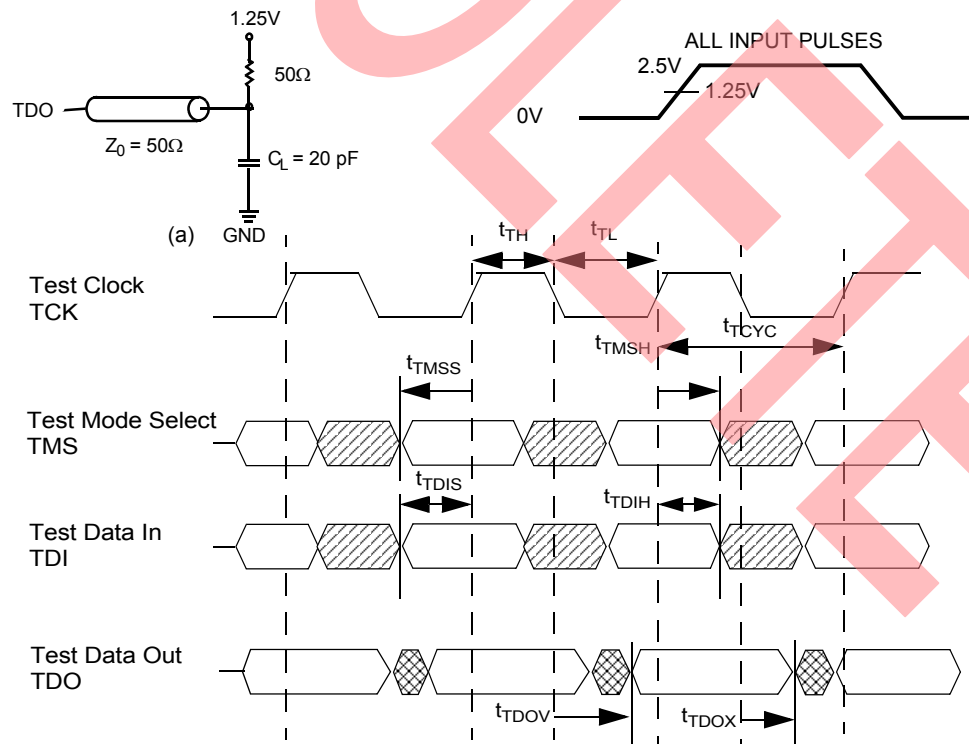 1.25V
ALL INPUT PULSES
50Ω
2.5V
1.25V
TDO
0V
Z0 = 50Ω
CL = 20 pF
(a)
GND
tTH
tTL
Test Clock
TCK
tTMSH
tTCYC
tTMSS
Test Mode Select
TMS
tTDIS
tTDIH
Test Data In
TDI
Test Data Out
TDO
tTDOV
tTDOX